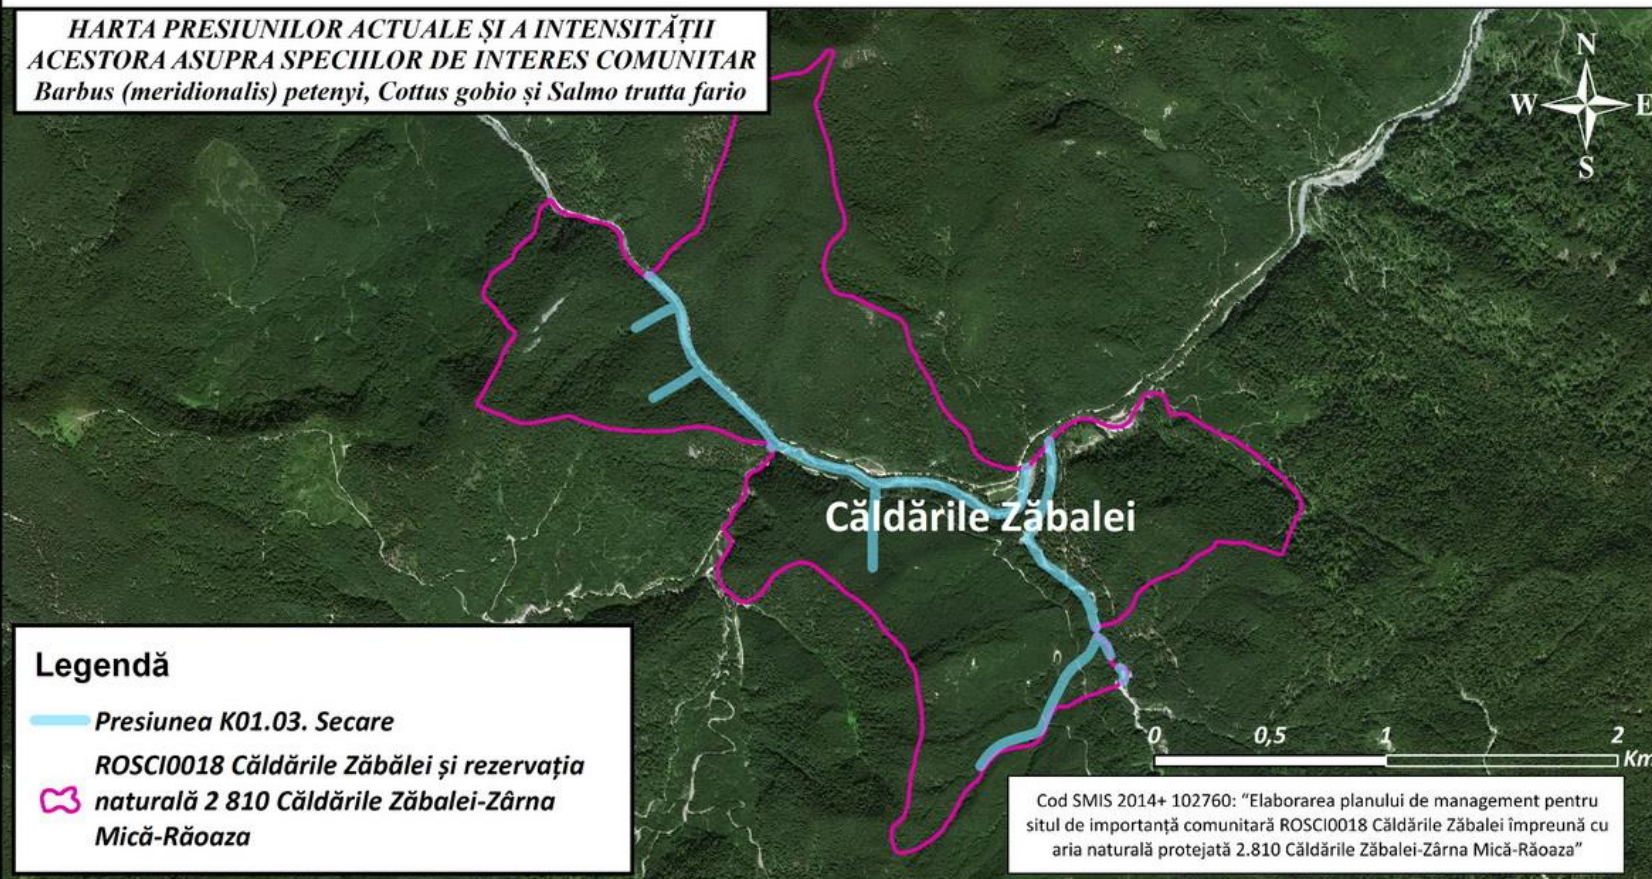 HARTA PRESIUNILOR ACTUALE ȘI A INTENSITĂȚII
ACESTORA ASUPRA SPECIILOR DE INTERES COMUNITAR
Barbus (meridionalis) petenyi, Cottus gobio și Salmo trutta fario
N
W
E
S
Căldările Zăbalei
Legendă
Presiunea K01.03. Secare
ROSCI0018 Căldările Zăbălei și rezervația
naturală 2 810 Căldările Zăbalei-Zârna
Mică-Răoaza
0 0,5 1 2
Km
Cod SMIS 2014+ 102760: “Elaborarea planului de management pentru
situl de importanță comunitară ROSCI0018 Căldările Zăbalei împreună cu
aria naturală protejată 2.810 Căldările Zăbalei-Zârna Mică-Răoaza”